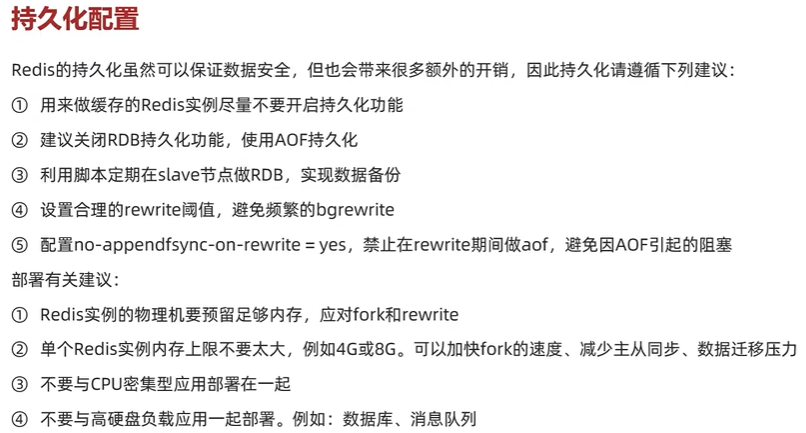 持久化配置
Redis的持久化虽然可以保证数据安全，但也会带来很多额外的开销，因此持久化请遵循下列建议：
① 用来做缓存的Redis实例尽量不要开启持久化功能
② 建议关闭RDB持久化功能，使用AOF持久化
③ 利用脚本定期在slave节点做RDB，实现数据备份
④ 设置合理的rewrite阈值，避免频繁的bgrewrite
⑤ 配置no-appendfsync-on-rewrite = yes，禁止在rewrite期间做aof，避免因AOF引起的阻塞
部署有关建议：
① Redis实例的物理机要预留足够内存，应对fork和rewrite
② 单个Redis实例内存上限不要太大，例如4G或8G。可以加快fork的速度、减少主从同步、数据迁移压力
③ 不要与CPU密集型应用部署在一起
④ 不要与高硬盘负载应用一起部署。例如：数据库、消息队列